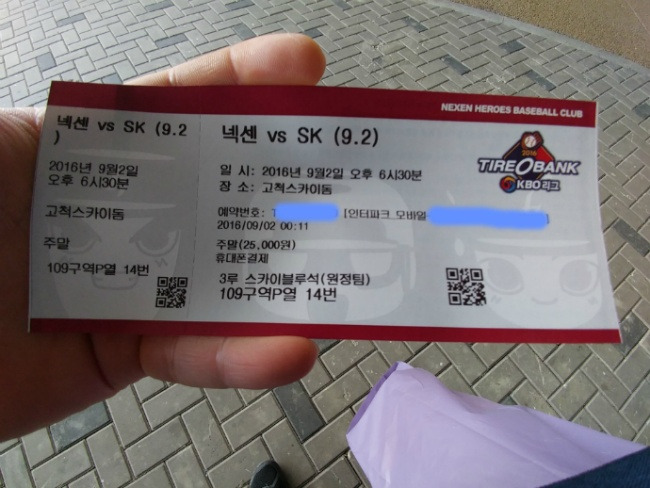 NEXEN HEROES BASEBALL CLUB
넥센 vs SK (9.2
)
2016년 9월2일
오후 6시30분
고척스카이돔
주말
109구역P열 14번
넥센 vs SK (9.2)
일 시: 2016년 9월2일 오후 6시30분
장 소: 고척스카이돔
예약번호: T [인터파크 모바일
2016/09/02 00:11
주말(25,000원)
휴대폰결제
3루 스카이블루석(원정팀)
109구역P열 14번
2016
TIREOBANK
KBO리그